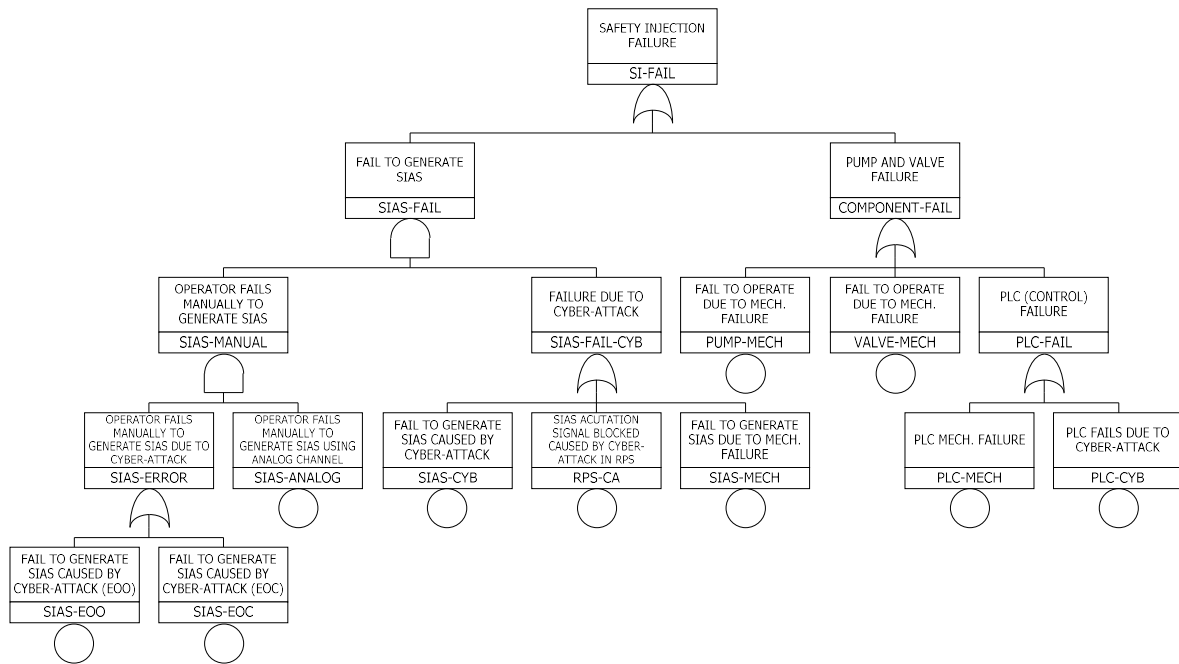 SAFETY INJECTION
FAILURE
SI-FAIL
FAIL TO GENERATE
SIAS
SIAS-FAIL
PUMP AND VALVE
FAILURE
COMPONENT-FAIL
OPERATOR FAILS
MANUALLY TO
GENERATE SIAS
SIAS-MANUAL
FAILURE DUE TO
CYBER-ATTACK
SIAS-FAIL-CYB
FAIL TO OPERATE
DUE TO MECH.
FAILURE
PUMP-MECH
FAIL TO OPERATE
DUE TO MECH.
FAILURE
VALVE-MECH
PLC (CONTROL)
FAILURE
PLC-FAIL
OPERATOR FAILS
MANUALLY TO
GENERATE SIAS DUE TO
CYBER-ATTACK
SIAS-ERROR
OPERATOR FAILS
MANUALLY TO
GENERATE SIAS USING
ANALOG CHANNEL
SIAS-ANALOG
FAIL TO GENERATE
SIAS CAUSED BY
CYBER-ATTACK
SIAS-CYB
SIAS ACUTATION
SIGNAL BLOCKED
CAUSED BY CYBER-
ATTACK IN RPS
RPS-CA
FAIL TO GENERATE
SIAS DUE TO MECH.
FAILURE
SIAS-MECH
PLC MECH. FAILURE
PLC-MECH
PLC FAILS DUE TO
CYBER-ATTACK
PLC-CYB
FAIL TO GENERATE
SIAS CAUSED BY
CYBER-ATTACK (EOO)
SIAS-EOO
FAIL TO GENERATE
SIAS CAUSED BY
CYBER-ATTACK (EOC)
SIAS-EOC